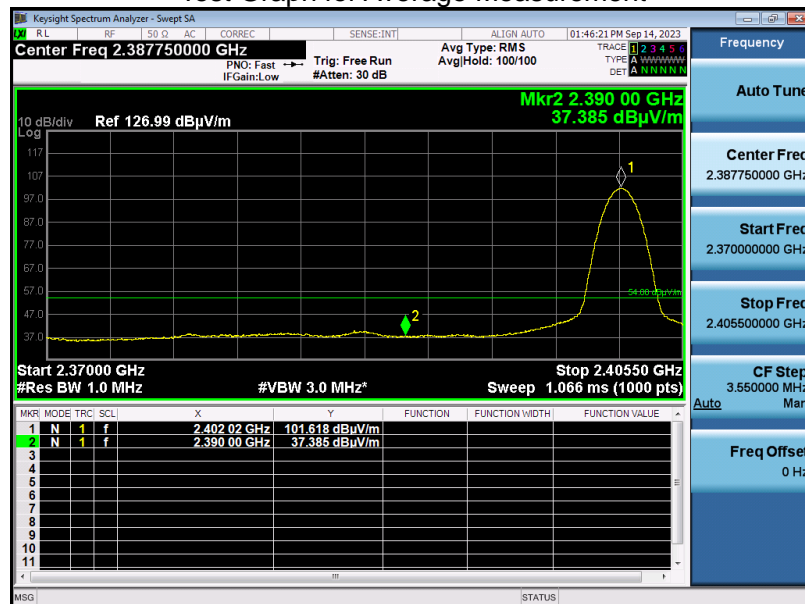 Test Graph for Average Measurement
Keysight Spectrum Analyzer - Swept SA
LXI RL RF 50 Ω AC CORREC SENSE:INT ALIGN AUTO 01:46:21 PM Sep 14, 2023
Center Freq 2.387750000 GHz
PNO: Fast
IFGain:Low
Trig: Free Run
#Atten: 30 dB
Avg Type: RMS
Avg|Hold: 100/100
TRACE 1 2 3 4 5 6
TYPE A WWWWW
DET A N N N N N
Mkr2 2.390 00 GHz
37.385 dBµV/m
10 dB/div
Log
Ref 126.99 dBµV/m
117
107
97.0
87.0
77.0
67.0
57.0
47.0
37.0
1
2
54.00 dBµV/m
Start 2.37000 GHz Stop 2.40550 GHz
#Res BW 1.0 MHz #VBW 3.0 MHz* Sweep 1.066 ms (1000 pts)
MKR MODE TRC SCL X Y FUNCTION FUNCTION WIDTH FUNCTION VALUE
1 N 1 f 2.402 02 GHz 101.618 dBµV/m
2 N 1 f 2.390 00 GHz 37.385 dBµV/m
3
4
5
6
7
8
9
10
11
MSG STATUS
Frequency
Auto Tune
Center Freq
2.387750000 GHz
Start Freq
2.370000000 GHz
Stop Freq
2.405500000 GHz
CF Step
3.550000 MHz
Auto Man
Freq Offset
0 Hz